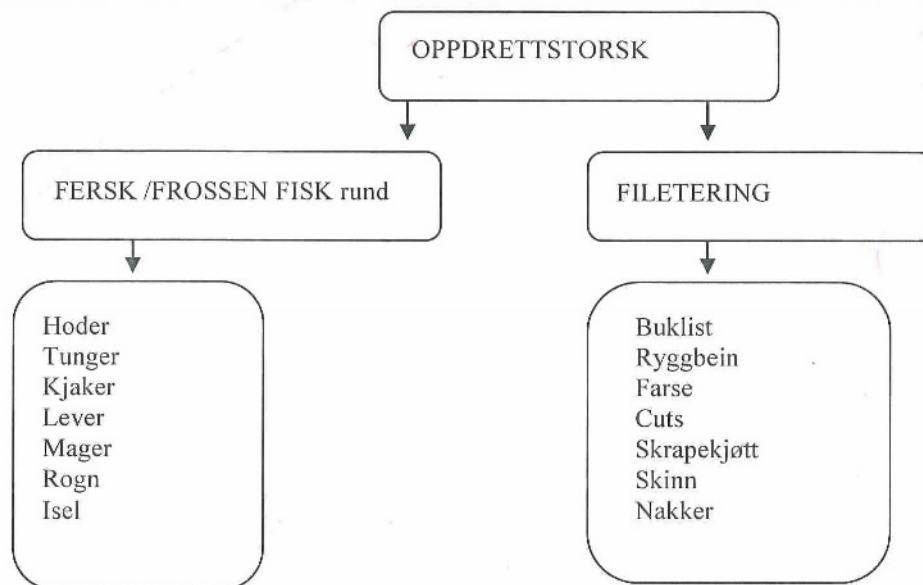 OPPDRETTSTORSK
FERSK /FROSSEN FISK rund
FILETERING
Hoder
Tunger
Kjaker
Lever
Mager
Rogn
Isel
Buklist
Ryggbein
Farse
Cuts
Skrapekjøtt
Skinn
Nakker